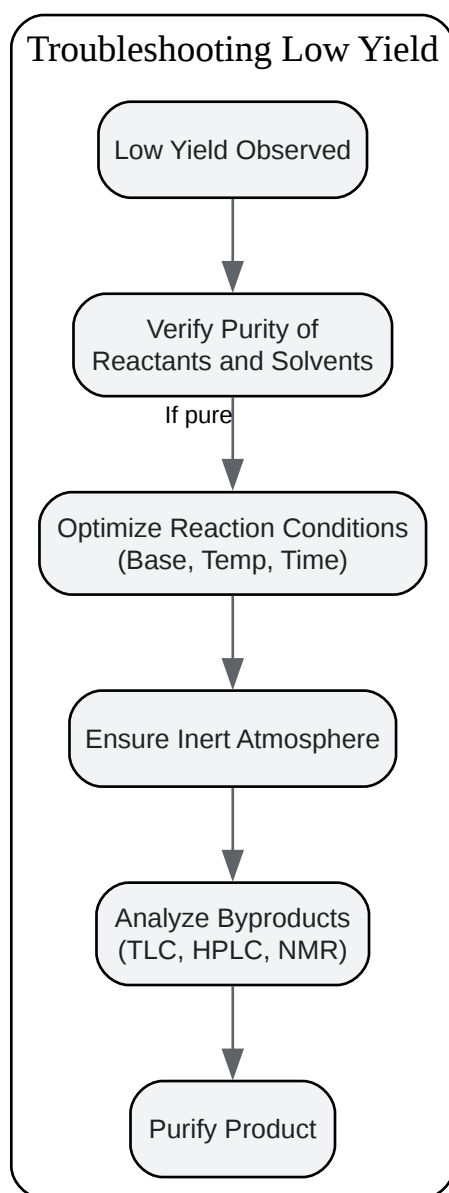 Troubleshooting Low Yield
Low Yield Observed
Verify Purity of
Reactants and Solvents
If pure
Optimize Reaction Conditions
(Base, Temp, Time)
Ensure Inert Atmosphere
Analyze Byproducts
(TLC, HPLC, NMR)
Purify Product